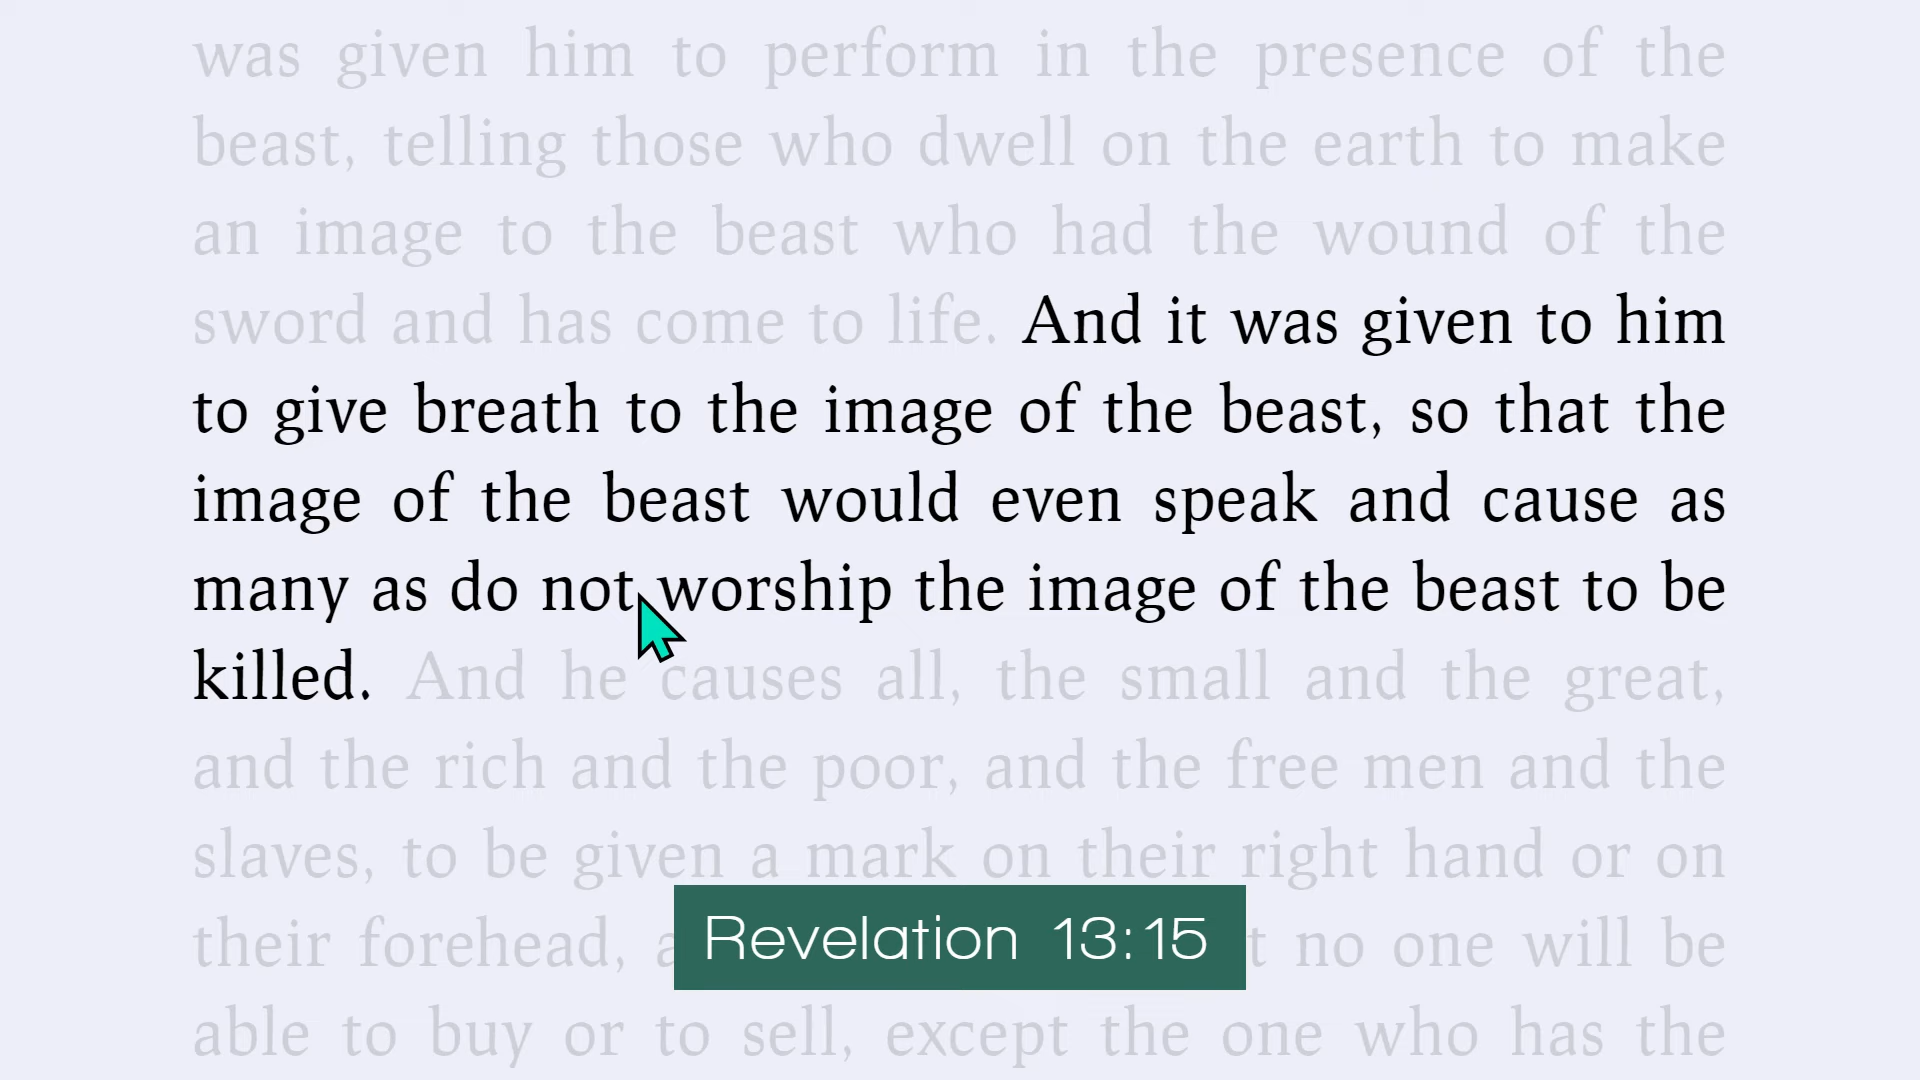 was given him to perform in the presence of the
beast, telling those who dwell on the earth to make
an image to the beast who had the wound of the
sword and has come to life. And it was given to him
to give breath to the image of the beast, so that the
image of the beast would even speak and cause as
many as do not worship the image of the beast to be
killed. And he causes all, the small and the great,
and the rich and the poor, and the free men and the
slaves, to be given a mark on their right hand or on
their forehead, no one will be
Revelation 13:15
able to buy or to sell, except the one who has the